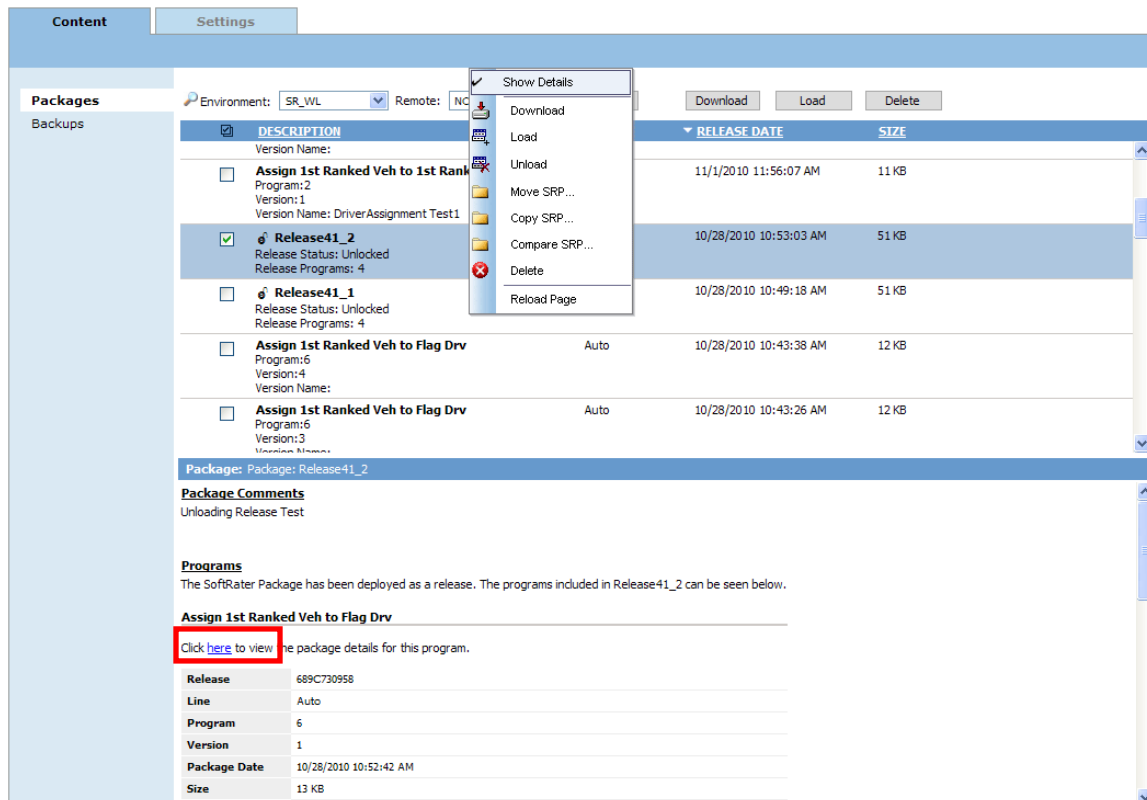 Content
Settings
Packages
Backups
Environment: SR_WL Remote: NO
Download Load Delete
DESCRIPTION RELEASE DATE SIZE
Version Name:
Assign 1st Ranked Veh to 1st Rank 11/1/2010 11:56:07 AM 11 KB
Program:2
Version:1
Version Name: DriverAssignment Test1
Release41_2 10/28/2010 10:53:03 AM 51 KB
Release Status: Unlocked
Release Programs: 4
Release41_1 10/28/2010 10:49:18 AM 51 KB
Release Status: Unlocked
Release Programs: 4
Assign 1st Ranked Veh to Flag Drv Auto 10/28/2010 10:43:38 AM 12 KB
Program:6
Version:4
Version Name:
Assign 1st Ranked Veh to Flag Drv Auto 10/28/2010 10:43:26 AM 12 KB
Program:6
Version:3
Version Name:
Show Details
Download
Load
Unload
Move SRP...
Copy SRP...
Compare SRP...
Delete
Reload Page
Package: Package: Release41_2
Package Comments
Unloading Release Test
Programs
The SoftRater Package has been deployed as a release. The programs included in Release41_2 can be seen below.
Assign 1st Ranked Veh to Flag Drv
Click here to view the package details for this program.
Release 689C730958
Line Auto
Program 6
Version 1
Package Date 10/28/2010 10:52:42 AM
Size 13 KB